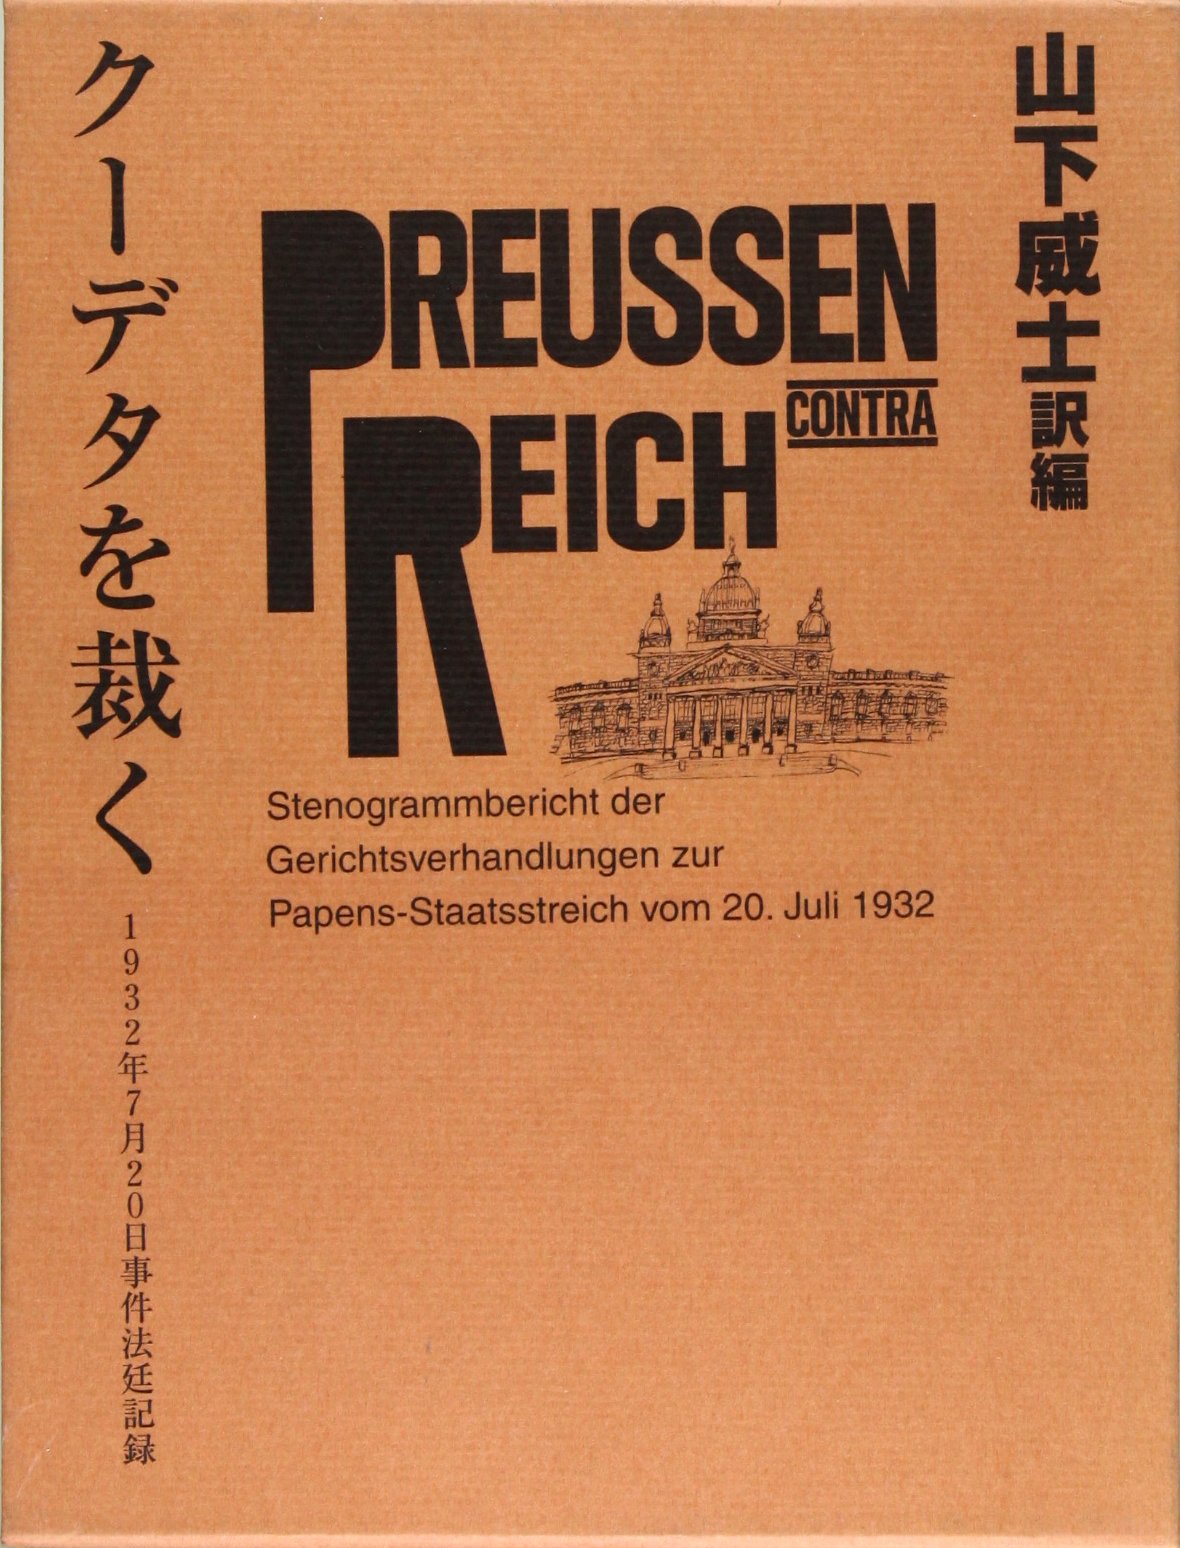 山下威士訳編
PREUSSEN
CONTRA
REICH
Stenogrammbericht der
Gerichtsverhandlungen zur
Papens-Staatsstreich vom 20. Juli 1932
クーデタを裁く
1932年7月20日事件法廷記録